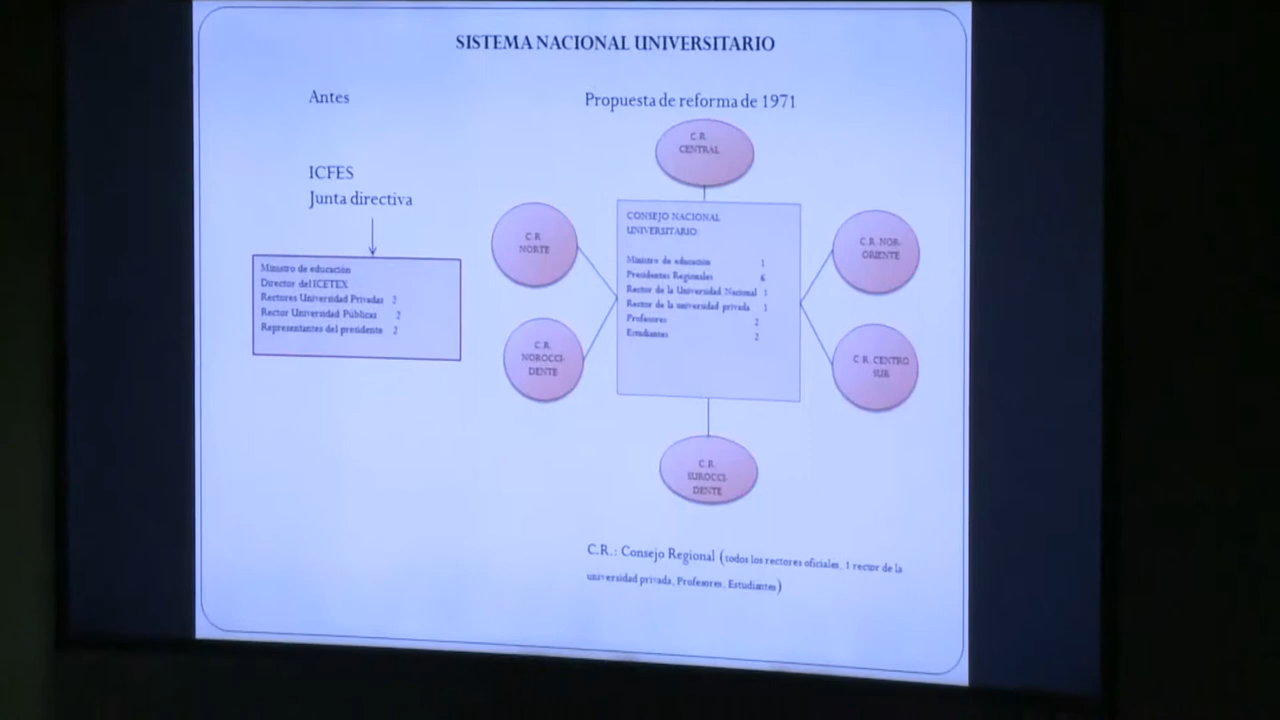 SISTEMA NACIONAL UNIVERSITARIO
Antes
ICFES
Junta directiva
Ministro de educación
Director del ICETEX
Rectores Universidad Privadas 2
Rector Universidad Públicas 2
Representantes del presidente 2
Propuesta de reforma de 1971
C.R.
CENTRAL
C.R.
NORTE
C.R.
NOROCCI-
DENTE
CONSEJO NACIONAL
UNIVERSITARIO:
Ministro de educación 1
Presidentes Regionales 6
Rector de la Universidad Nacional 1
Rector de la universidad privada 1
Profesores 2
Estudiantes 2
C.R. NOR-
ORIENTE
C.R. CENTRO
SUR
C.R.
SUROCCI-
DENTE
C.R.: Consejo Regional (todos los rectores oficiales, 1 rector de la
universidad privada, Profesores, Estudiantes)